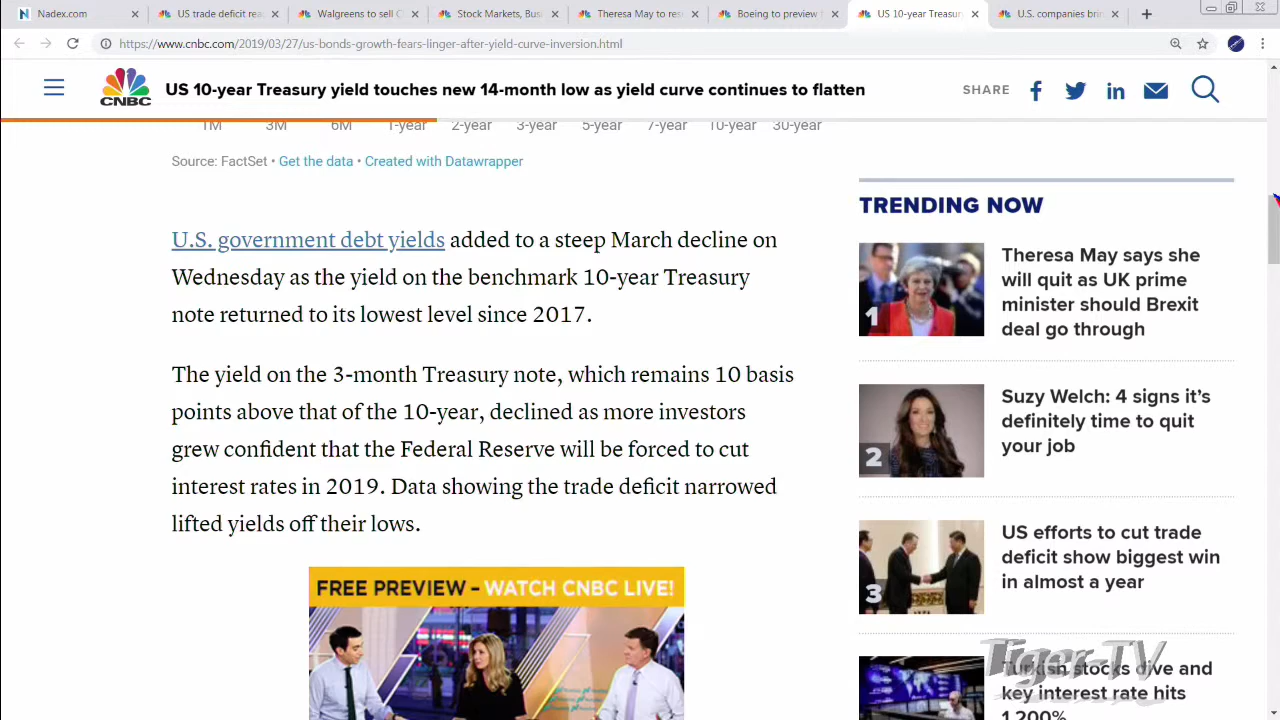 Nadex.com
US trade deficit rea
Walgreens to sell C
Stock Markets, Busi
Theresa May to res
Boeing to preview f
US 10-year Treasur
U.S. companies brin
https://www.cnbc.com/2019/03/27/us-bonds-growth-fears-linger-after-yield-curve-inversion.html
CNBC
US 10-year Treasury yield touches new 14-month low as yield curve continues to flatten
SHARE
1M 3M 6M 1-year 2-year 3-year 5-year 7-year 10-year 30-year
Source: FactSet • Get the data • Created with Datawrapper
U.S. government debt yields added to a steep March decline on
Wednesday as the yield on the benchmark 10-year Treasury
note returned to its lowest level since 2017.
The yield on the 3-month Treasury note, which remains 10 basis
points above that of the 10-year, declined as more investors
grew confident that the Federal Reserve will be forced to cut
interest rates in 2019. Data showing the trade deficit narrowed
lifted yields off their lows.
FREE PREVIEW - WATCH CNBC LIVE!
TRENDING NOW
1
Theresa May says she
will quit as UK prime
minister should Brexit
deal go through
2
Suzy Welch: 4 signs it’s
definitely time to quit
your job
3
US efforts to cut trade
deficit show biggest win
in almost a year
Turkish stocks dive and
key interest rate hits
1,200%
Tiger-TV